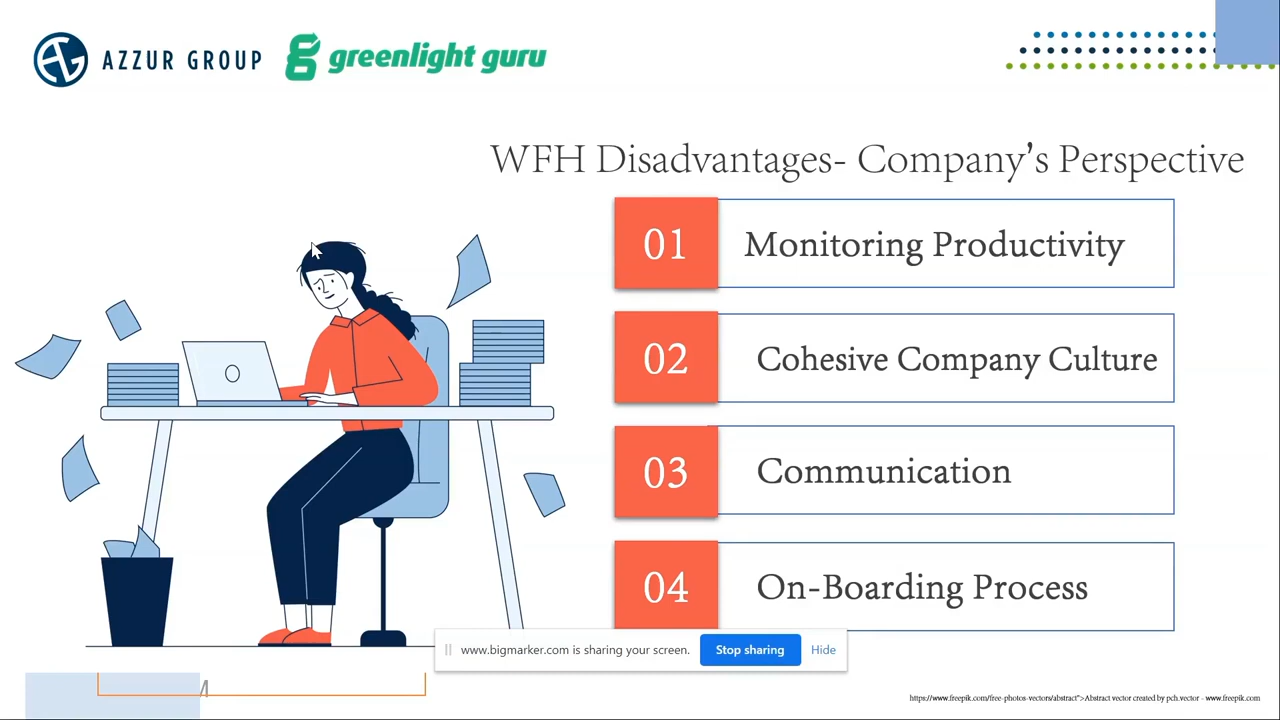 AZZUR GROUP greenlight guru
WFH Disadvantages- Company's Perspective
01 Monitoring Productivity
02 Cohesive Company Culture
03 Communication
04 On-Boarding Process
www.bigmarker.com is sharing your screen. Stop sharing Hide
https://www.freepik.com/free-photos-vectors/abstract">Abstract vector created by pch.vector - www.freepik.com